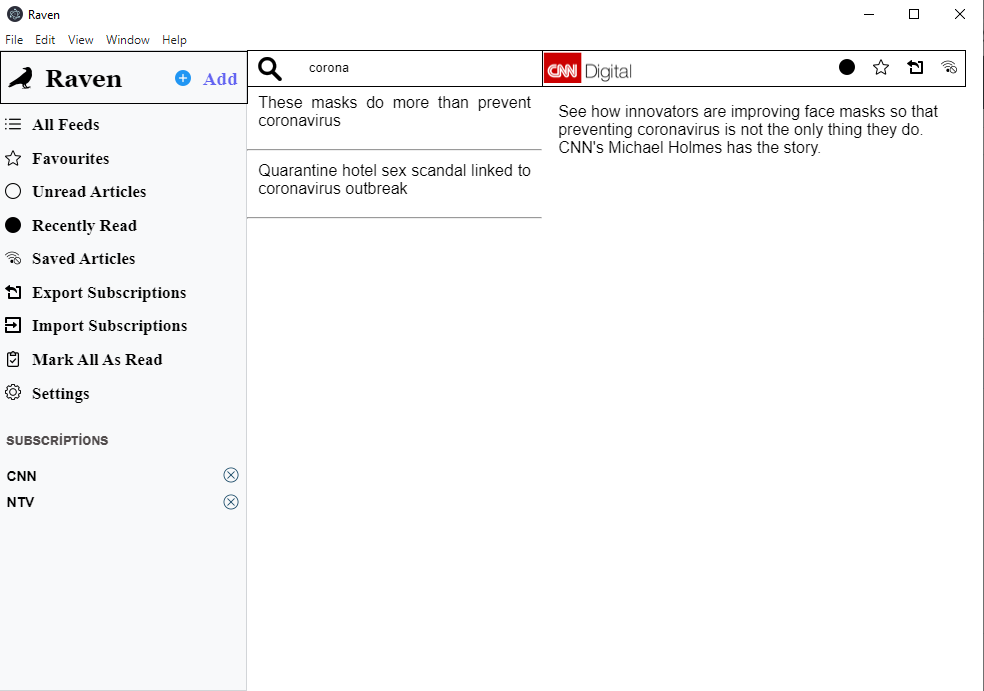 Raven
File Edit View Window Help
Raven
Add
All Feeds
Favourites
Unread Articles
Recently Read
Saved Articles
Export Subscriptions
Import Subscriptions
Mark All As Read
Settings
SUBSCRİPTİONS
CNN
NTV
corona
These masks do more than prevent
coronavirus
Quarantine hotel sex scandal linked to
coronavirus outbreak
CNN Digital
See how innovators are improving face masks so that
preventing coronavirus is not the only thing they do.
CNN's Michael Holmes has the story.